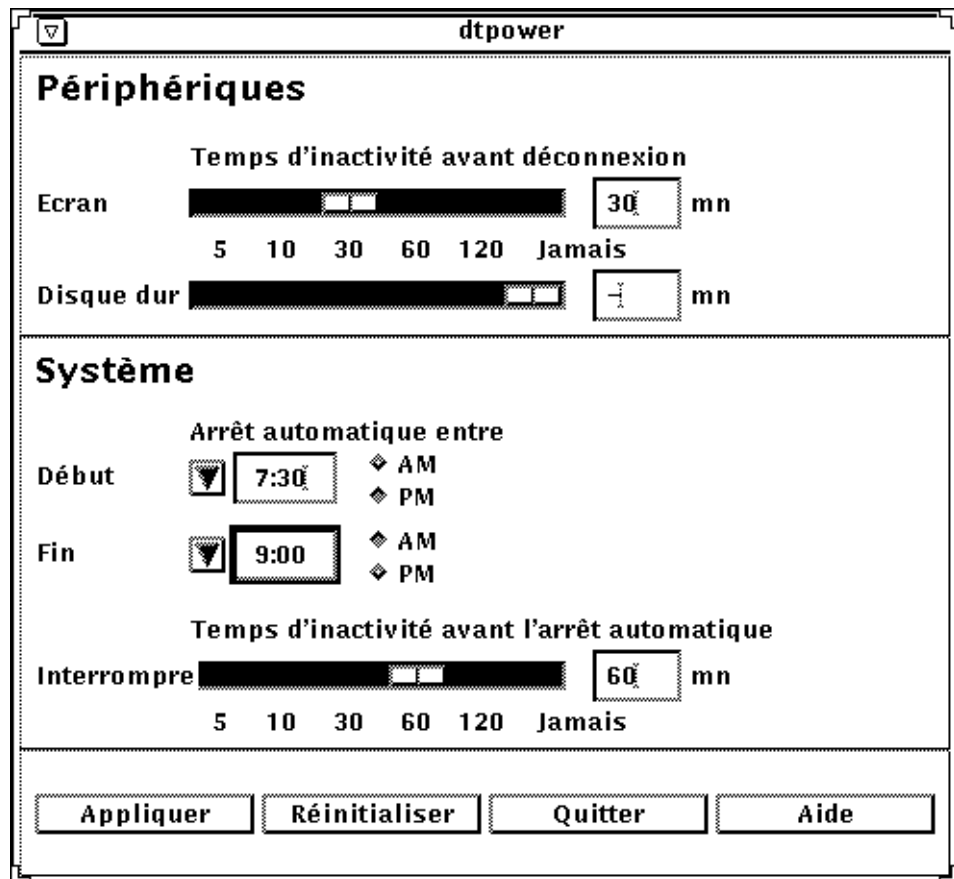 dtpower
Périphériques
Temps d'inactivité avant déconnexion
Ecran 30 mn
5 10 30 60 120 Jamais
Disque dur – mn
Système
Arrêt automatique entre
Début 7:30 AM
PM
Fin 9:00 AM
PM
Temps d'inactivité avant l'arrêt automatique
Interrompre 60 mn
5 10 30 60 120 Jamais
Appliquer Réinitialiser Quitter Aide